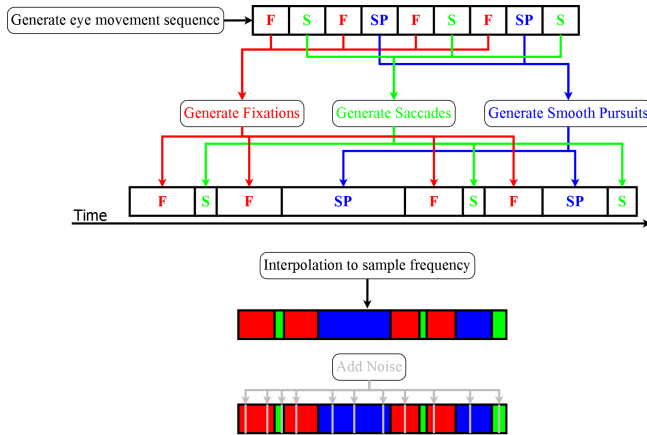 Generate eye movement sequence
F S F SP F S F SP S
Generate Fixations
Generate Saccades
Generate Smooth Pursuits
F S F SP F S F SP S
Time
Interpolation to sample frequency
Add Noise